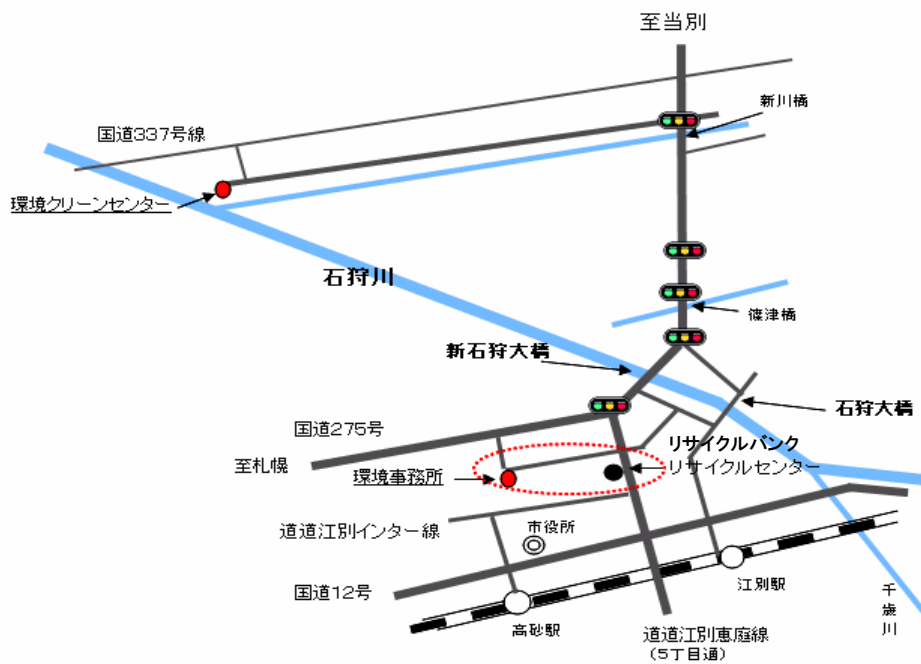 至当別
新川橋
国道337号線
環境クリーンセンター
石狩川
篠津橋
新石狩大橋
石狩大橋
国道275号
リサイクルバンク
至札幌
リサイクルセンター
環境事務所
道道江別インター線
市役所
国道12号
江別駅
千歳川
高砂駅
道道江別恵庭線
(5丁目通)